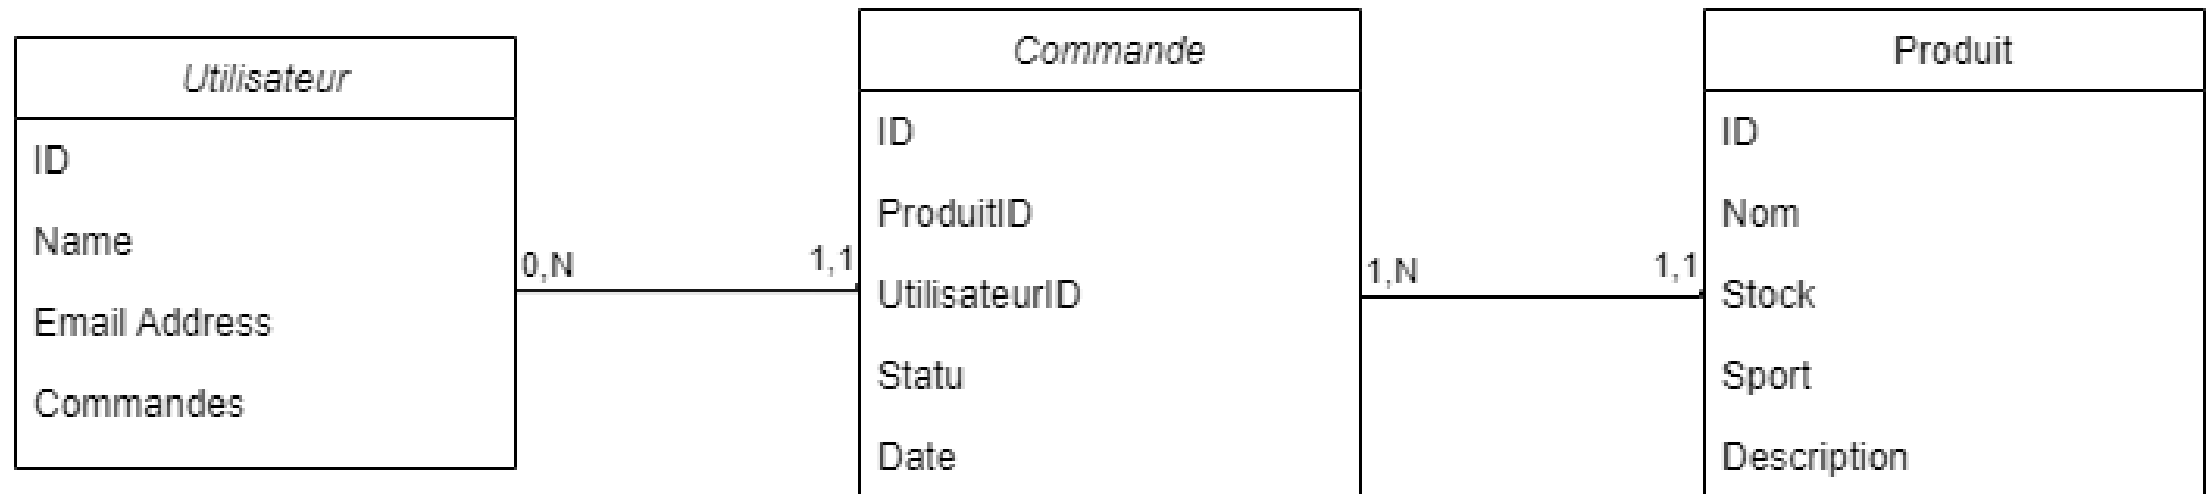 Utilisateur
ID
Name
Email Address
Commandes
0,N
1,1
Commande
ID
ProduitID
UtilisateurID
Statu
Date
1,N
1,1
Produit
ID
Nom
Stock
Sport
Description